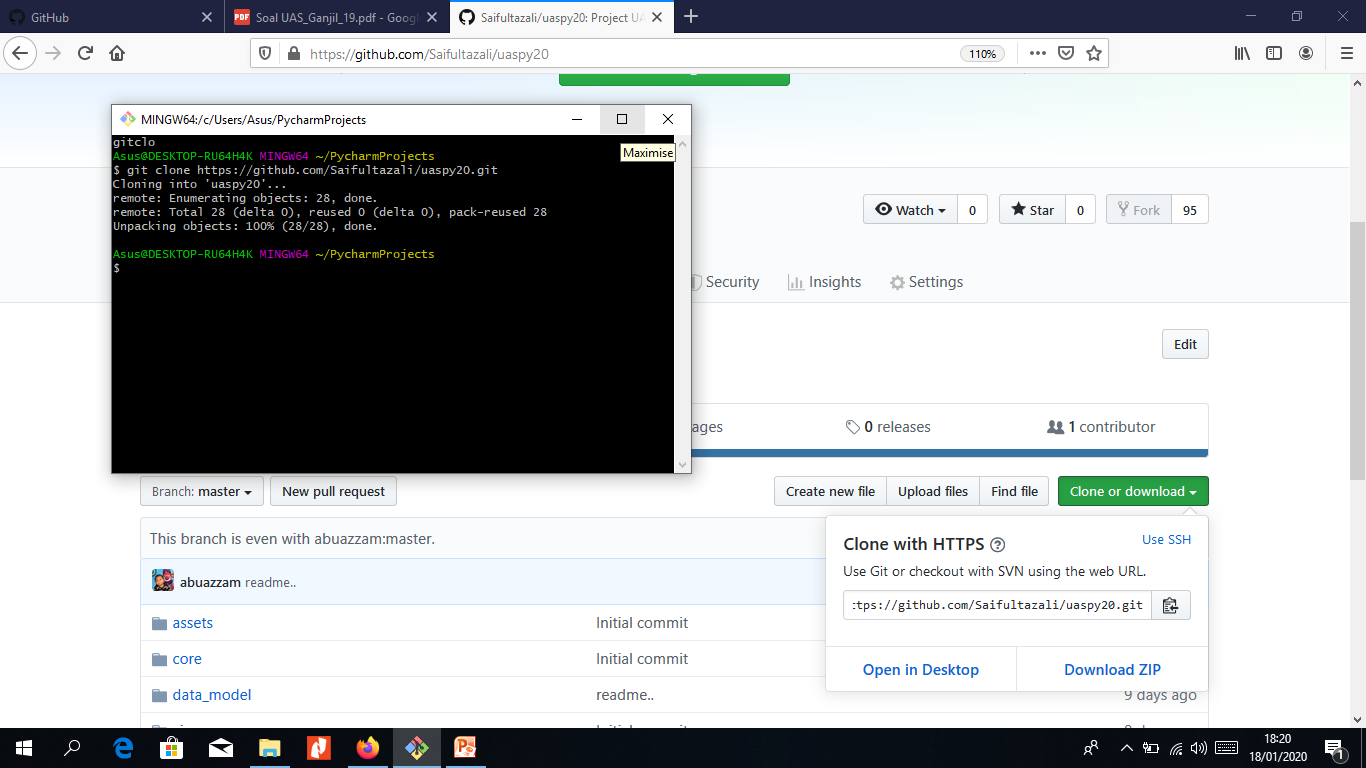 GitHub
Soal UAS_Ganjil_19.pdf - Googl
Saifultazali/uaspy20: Project UA
https://github.com/Saifultazali/uaspy20
110%
MINGW64:/c/Users/Asus/PycharmProjects
Maximise
gitclo
Asus@DESKTOP-RU64H4K MINGW64 ~/PycharmProjects
$ git clone https://github.com/Saifultazali/uaspy20.git
Cloning into 'uaspy20'...
remote: Enumerating objects: 28, done.
remote: Total 28 (delta 0), reused 0 (delta 0), pack-reused 28
Unpacking objects: 100% (28/28), done.
Asus@DESKTOP-RU64H4K MINGW64 ~/PycharmProjects
$
Watch 0 Star 0 Fork 95
Security Insights Settings
Edit
ages 0 releases 1 contributor
Branch: master New pull request Create new file Upload files Find file Clone or download
This branch is even with abuazzam:master.
abuazzam readme..
assets Initial commit
core Initial commit
data_model readme.. 9 days ago
Clone with HTTPS Use SSH
Use Git or checkout with SVN using the web URL.
tps://github.com/Saifultazali/uaspy20.git
Open in Desktop Download ZIP
18:20
18/01/2020
1